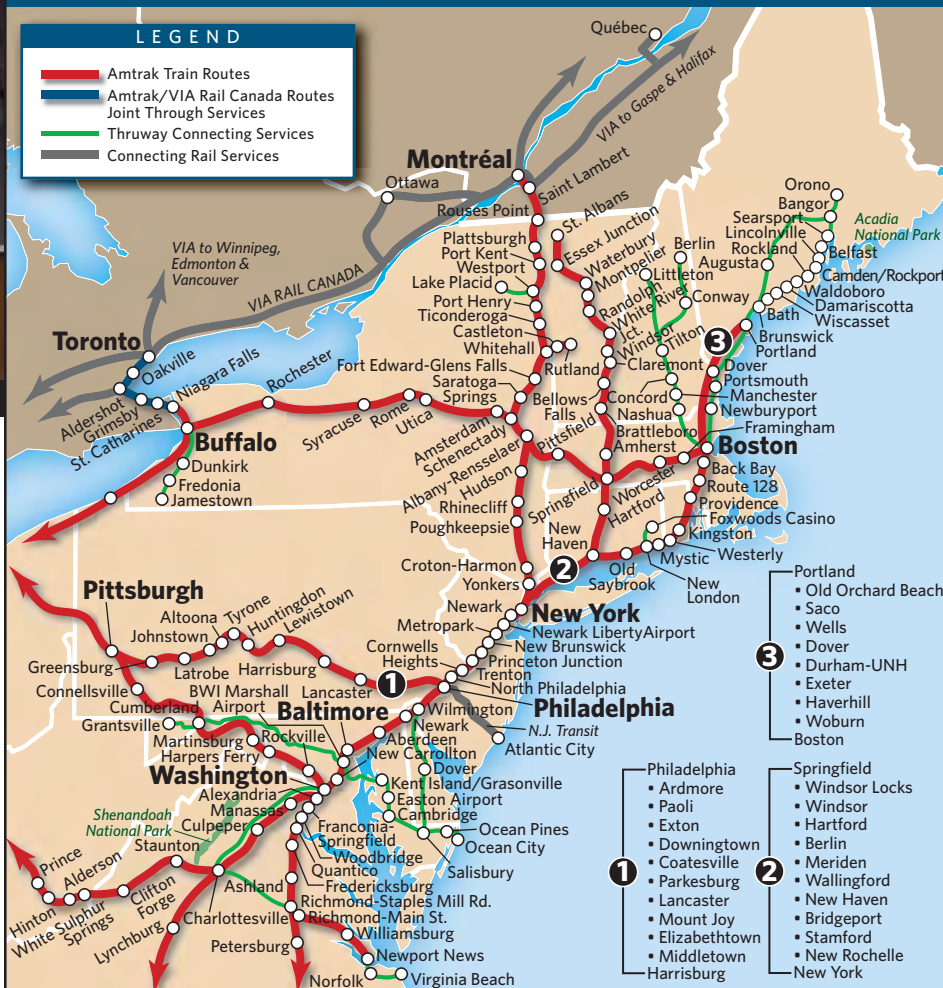 LEGEND
Amtrak Train Routes
Amtrak/VIA Rail Canada Routes
Joint Through Services
Thruway Connecting Services
Connecting Rail Services
Québec
VIA to Gaspe & Halifax
Montréal
Ottawa
Saint Lambert
Rouses Point
St. Albans
Essex Junction
Orono
Bangor
Searsport
Lincolnville
Rockland
Augusta
Acadia
National Park
Belfast
Camden/Rockport
Waldoboro
Damariscotta
Wiscasset
Bath
Brunswick
Portland
VIA to Winnipeg,
Edmonton &
Vancouver
VIA RAIL CANADA
Plattsburgh
Port Kent
Westport
Lake Placid
Port Henry
Ticonderoga
Castleton
Whitehall
Rutland
Waterbury
Montpelier
Randolph
White River
Jct.
Windsor
Claremont
Bellows
Falls
Brattleboro
Amherst
Berlin
Littleton
Conway
Tilton
Concord
Manchester
Nashua
3
Dover
Portsmouth
Newburyport
Framingham
Boston
Back Bay
Route 128
Providence
Foxwoods Casino
Kingston
Westerly
Mystic
New
London
Old
Saybrook
New
Haven
Hartford
Springfield
Worcester
Pittsfield
Toronto
Oakville
Aldershot
Grimsby
St. Catharines
Niagara Falls
Buffalo
Dunkirk
Fredonia
Jamestown
Rochester
Syracuse
Rome
Utica
Fort Edward-Glens Falls
Saratoga
Springs
Amsterdam
Schenectady
Albany-Rensselaer
Hudson
Rhinecliff
Poughkeepsie
Croton-Harmon
Yonkers
2
New York
Newark
Metropark
Newark LibertyAirport
New Brunswick
Princeton Junction
Trenton
Cornwells
Heights
North Philadelphia
Philadelphia
N.J. Transit
Atlantic City
Pittsburgh
Greensburg
Latrobe
Johnstown
Altoona
Tyrone
Huntingdon
Lewistown
Harrisburg
Lancaster
1
Connellsville
Cumberland
Grantsville
Martinsburg
Harpers Ferry
Rockville
BWI Marshall
Airport
Baltimore
Wilmington
Newark
Aberdeen
New Carrollton
Dover
Washington
Alexandria
Manassas
Culpeper
Kent Island/Grasonville
Easton Airport
Cambridge
Ocean Pines
Ocean City
Salisbury
Shenandoah
National Park
Staunton
Franconia-
Springfield
Woodbridge
Quantico
Fredericksburg
Ashland
Richmond-Staples Mill Rd.
Richmond-Main St.
Williamsburg
Newport News
Norfolk
Virginia Beach
Petersburg
Charlottesville
Lynchburg
Clifton
Forge
White Sulphur
Springs
Alderson
Hinton
Prince
3
Portland
• Old Orchard Beach
• Saco
• Wells
• Dover
• Durham-UNH
• Exeter
• Haverhill
• Woburn
Boston
1
Philadelphia
• Ardmore
• Paoli
• Exton
• Downingtown
• Coatesville
• Parkesburg
• Lancaster
• Mount Joy
• Elizabethtown
• Middletown
Harrisburg
2
Springfield
• Windsor Locks
• Windsor
• Hartford
• Berlin
• Meriden
• Wallingford
• New Haven
• Bridgeport
• Stamford
• New Rochelle
New York